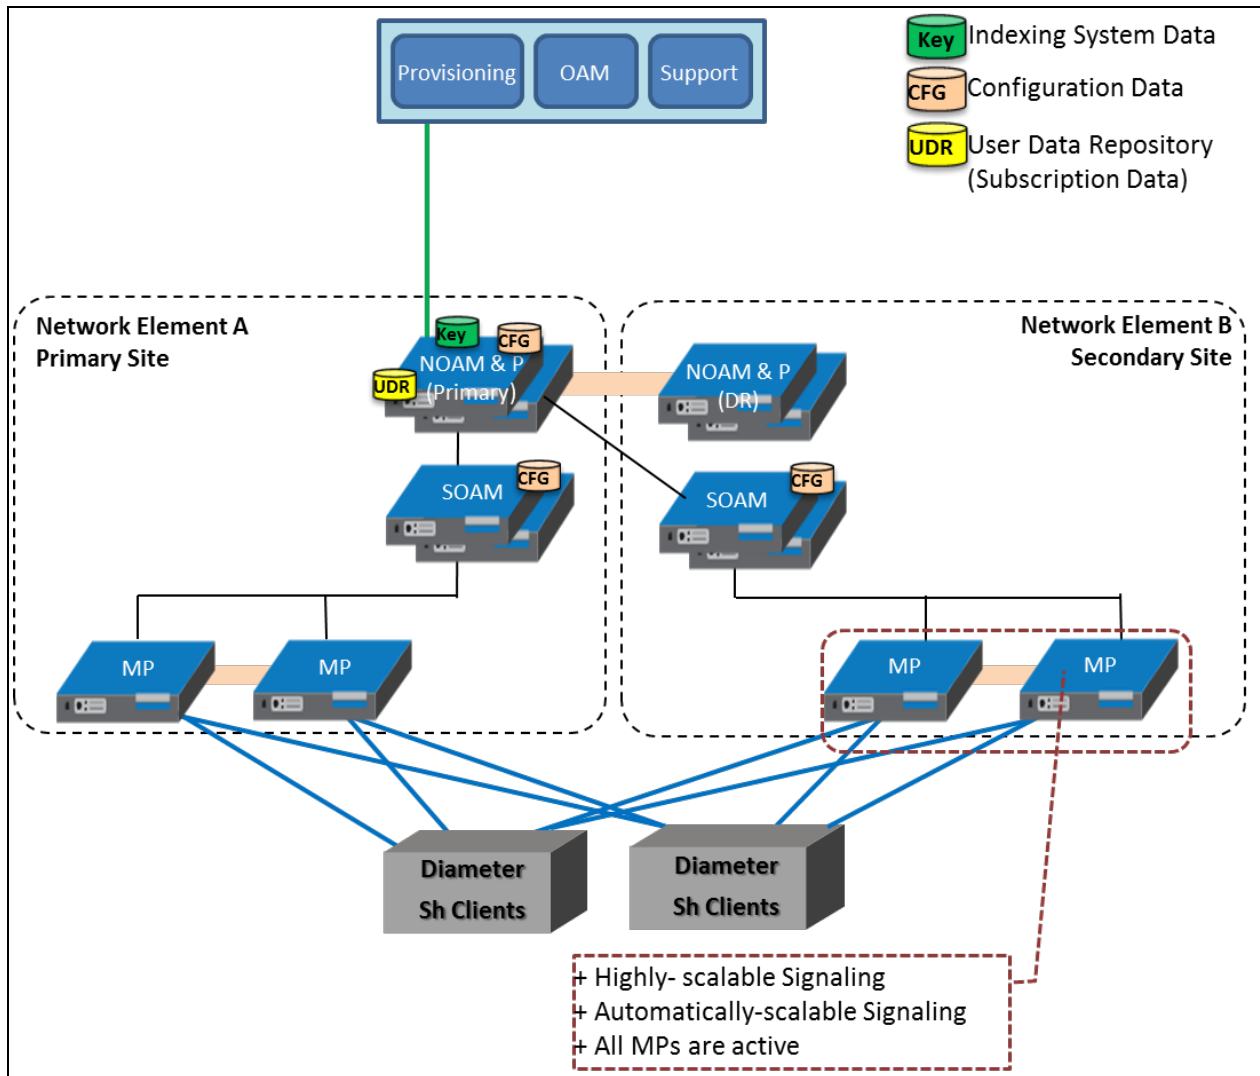 Provisioning
OAM
Support
Key Indexing System Data
CFG Configuration Data
UDR User Data Repository
(Subscription Data)
Network Element A
Primary Site
Network Element B
Secondary Site
Key
CFG
UDR
NOAM & P
(Primary)
NOAM & P
(DR)
SOAM
CFG
SOAM
CFG
MP
MP
MP
MP
Diameter
Sh Clients
Diameter
Sh Clients
+ Highly- scalable Signaling
+ Automatically-scalable Signaling
+ All MPs are active